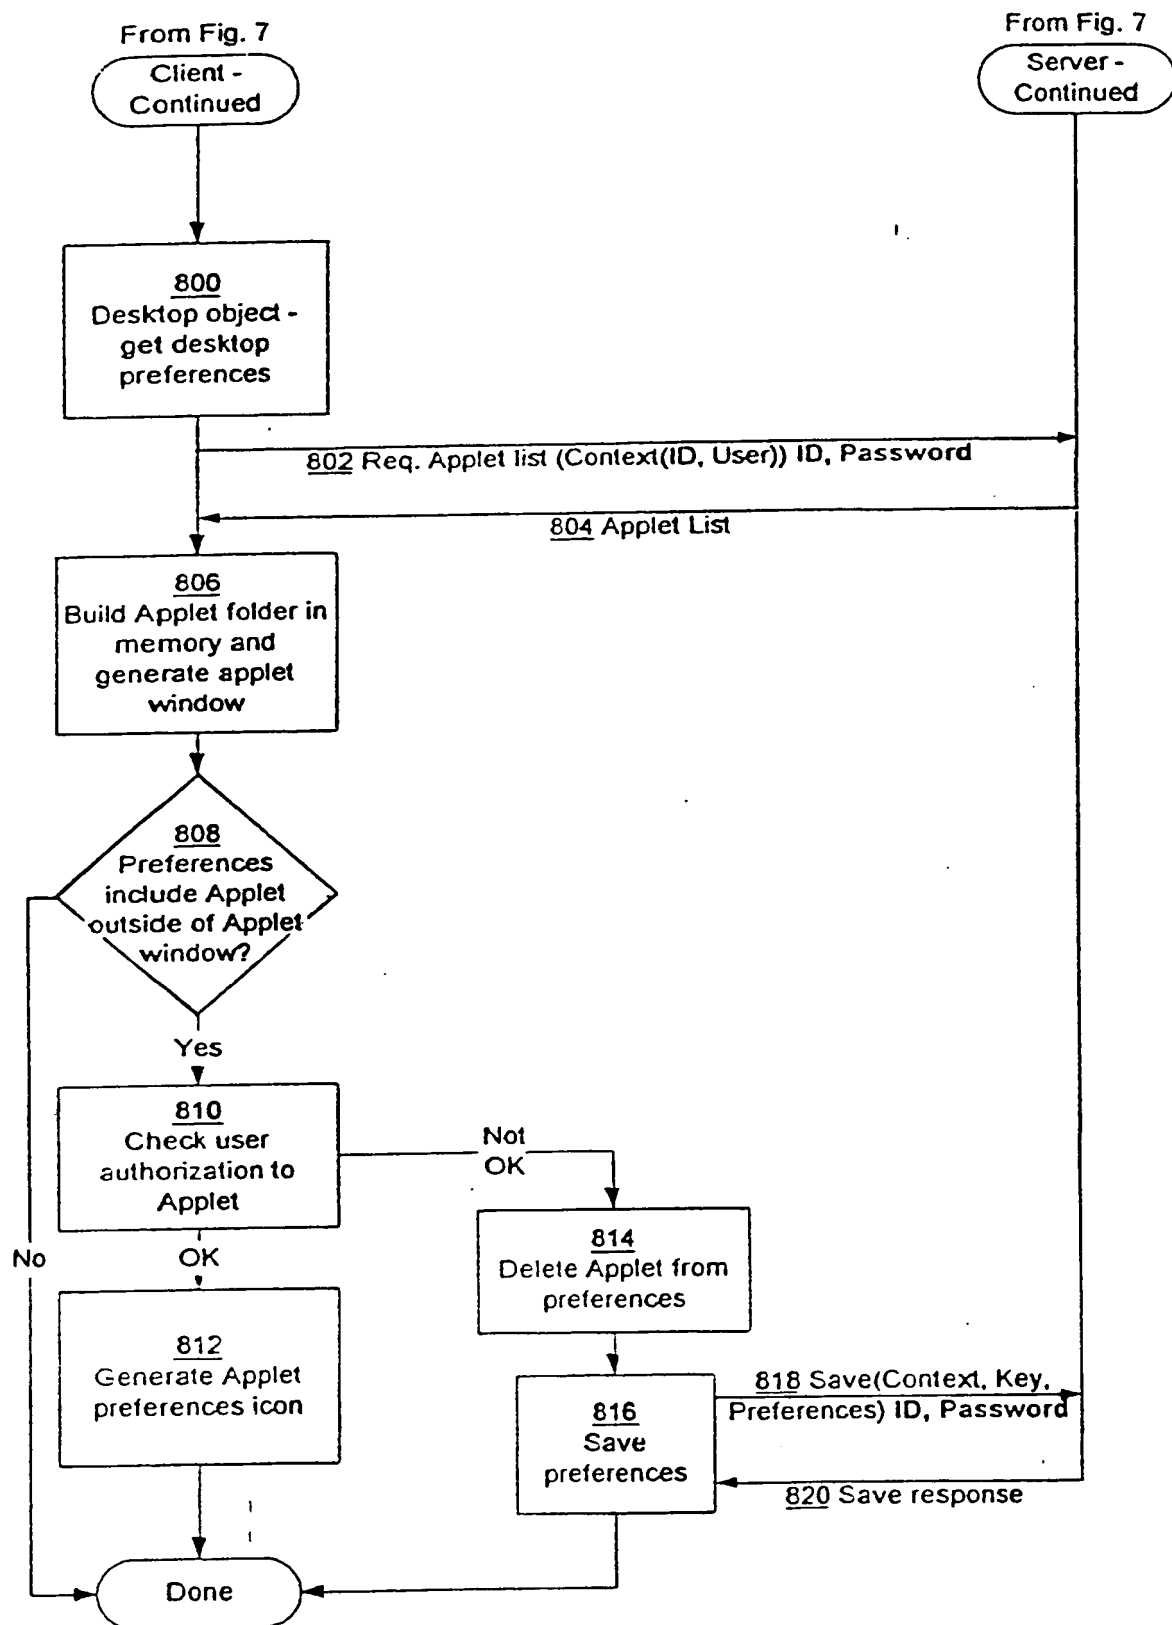 From Fig. 7
Client -
Continued
From Fig. 7
Server -
Continued
800
Desktop object -
get desktop
preferences
802 Req. Applet list (Context(ID, User)) ID, Password
804 Applet List
806
Build Applet folder in
memory and
generate applet
window
808
Preferences
include Applet
outside of Applet
window?
Yes
810
Check user
authorization to
Applet
Not
OK
No
OK
814
Delete Applet from
preferences
812
Generate Applet
preferences icon
816
Save
preferences
818 Save(Context, Key,
Preferences) ID, Password
820 Save response
Done